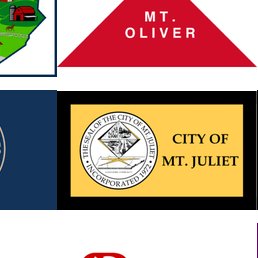 MT.
OLIVER
THE SEAL OF THE CITY OF MT. JULIET
INCORPORATED 1972
CITY OF
MT. JULIET